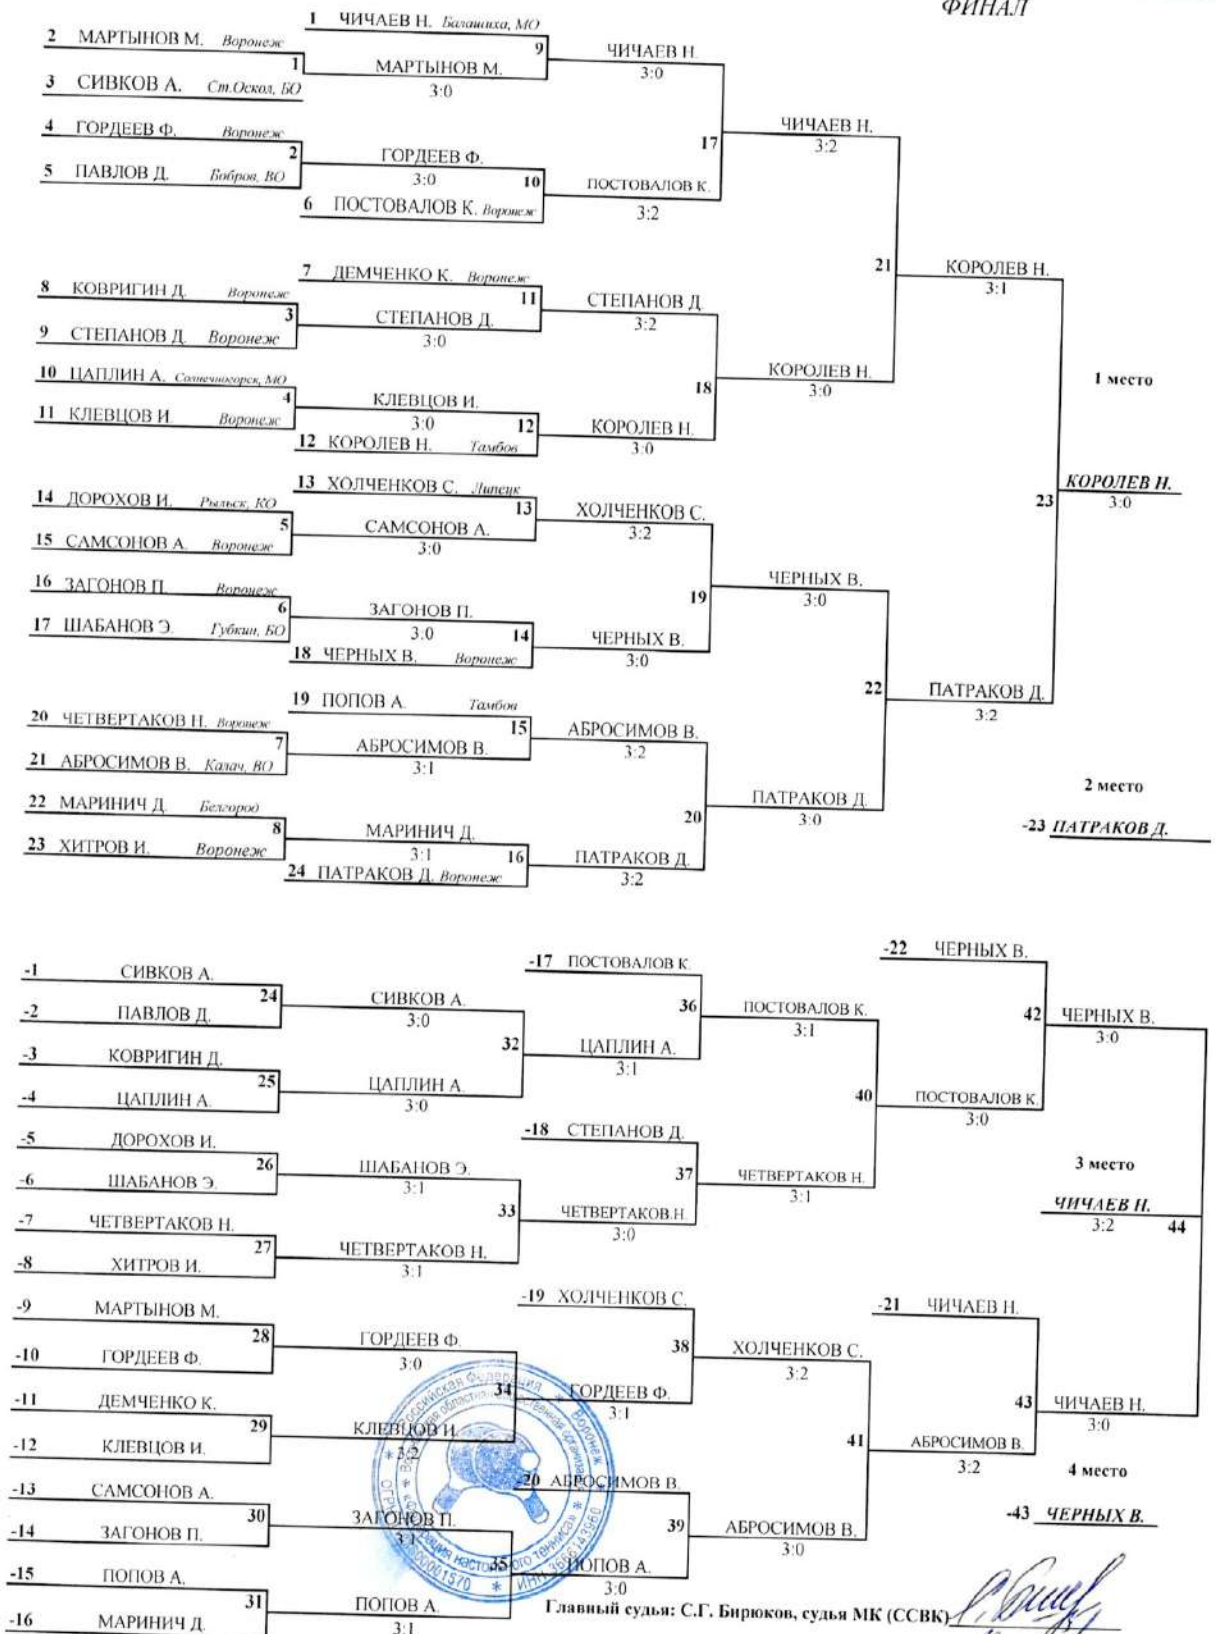 ФИНАЛ
1 ЧИЧАЕВ Н. Балашиха, МО
2 МАРТЫНОВ М. Воронеж
9
ЧИЧАЕВ Н.
3:0
1
МАРТЫНОВ М.
3:0
3 СИВКОВ А. Ст.Оскол, БО
4 ГОРДЕЕВ Ф. Воронеж
17
ЧИЧАЕВ Н.
3:2
2
ГОРДЕЕВ Ф.
3:0
5 ПАВЛОВ Д. Бобров, ВО
10
ПОСТОВАЛОВ К.
3:2
6 ПОСТОВАЛОВ К. Воронеж
21
КОРОЛЕВ Н.
3:1
7 ДЕМЧЕНКО К. Воронеж
8 КОВРИГИН Д. Воронеж
11
СТЕПАНОВ Д.
3:2
3
СТЕПАНОВ Д.
3:0
9 СТЕПАНОВ Д. Воронеж
10 ЦАПЛИН А. Солнечногорск, МО
18
КОРОЛЕВ Н.
3:0
1 место
4
КЛЕВЦОВ И.
3:0
11 КЛЕВЦОВ И. Воронеж
12
КОРОЛЕВ Н.
3:0
12 КОРОЛЕВ Н. Тамбов
23
КОРОЛЕВ Н.
3:0
13 ХОЛЧЕНКОВ С. Липецк
14 ДОРОХОВ И. Рыльск, КО
13
ХОЛЧЕНКОВ С.
3:2
5
САМСОНОВ А.
3:0
15 САМСОНОВ А. Воронеж
16 ЗАГОНОВ П. Воронеж
19
ЧЕРНЫХ В.
3:0
6
ЗАГОНОВ П.
3:0
17 ШАБАНОВ Э. Губкин, БО
14
ЧЕРНЫХ В.
3:0
18 ЧЕРНЫХ В. Воронеж
22
ПАТРАКОВ Д.
3:2
19 ПОПОВ А. Тамбов
20 ЧЕТВЕРТАКОВ Н. Воронеж
15
АБРОСИМОВ В.
3:2
7
АБРОСИМОВ В.
3:1
21 АБРОСИМОВ В. Калач, ВО
22 МАРИНИЧ Д. Белгород
20
ПАТРАКОВ Д.
3:0
2 место
-23 ПАТРАКОВ Д.
8
МАРИНИЧ Д.
3:1
23 ХИТРОВ И. Воронеж
16
ПАТРАКОВ Д.
3:2
24 ПАТРАКОВ Д. Воронеж
-22 ЧЕРНЫХ В.
-17 ПОСТОВАЛОВ К.
-1 СИВКОВ А.
24
СИВКОВ А.
3:0
36
ПОСТОВАЛОВ К.
3:1
42
ЧЕРНЫХ В.
3:0
-2 ПАВЛОВ Д.
32
ЦАПЛИН А.
3:1
-3 КОВРИГИН Д.
25
ЦАПЛИН А.
3:0
40
ПОСТОВАЛОВ К.
3:0
-4 ЦАПЛИН А.
-18 СТЕПАНОВ Д.
-5 ДОРОХОВ И.
26
ШАБАНОВ Э.
3:1
37
ЧЕТВЕРТАКОВ Н.
3:1
3 место
-6 ШАБАНОВ Э.
33
ЧЕТВЕРТАКОВ.Н.
3:0
ЧИЧАЕВ Н.
3:2
44
-7 ЧЕТВЕРТАКОВ Н.
27
ЧЕТВЕРТАКОВ Н.
3:1
-8 ХИТРОВ И.
-19 ХОЛЧЕНКОВ С.
-21 ЧИЧАЕВ Н.
-9 МАРТЫНОВ М.
28
ГОРДЕЕВ Ф.
3:0
38
ХОЛЧЕНКОВ С.
3:2
-10 ГОРДЕЕВ Ф.
34
ГОРДЕЕВ Ф.
3:1
43
ЧИЧАЕВ Н.
3:0
-11 ДЕМЧЕНКО К.
29
КЛЕВЦОВ И.
3:2
41
АБРОСИМОВ В.
3:2
-12 КЛЕВЦОВ И.
-20 АБРОСИМОВ В.
4 место
-43 ЧЕРНЫХ В.
-13 САМСОНОВ А.
30
ЗАГОНОВ П.
3:1
39
АБРОСИМОВ В.
3:0
-14 ЗАГОНОВ П.
35
ПОПОВ А.
3:0
-15 ПОПОВ А.
31
ПОПОВ А.
3:1
-16 МАРИНИЧ Д.
Главный судья: С.Г. Бирюков, судья МК (ССВК)